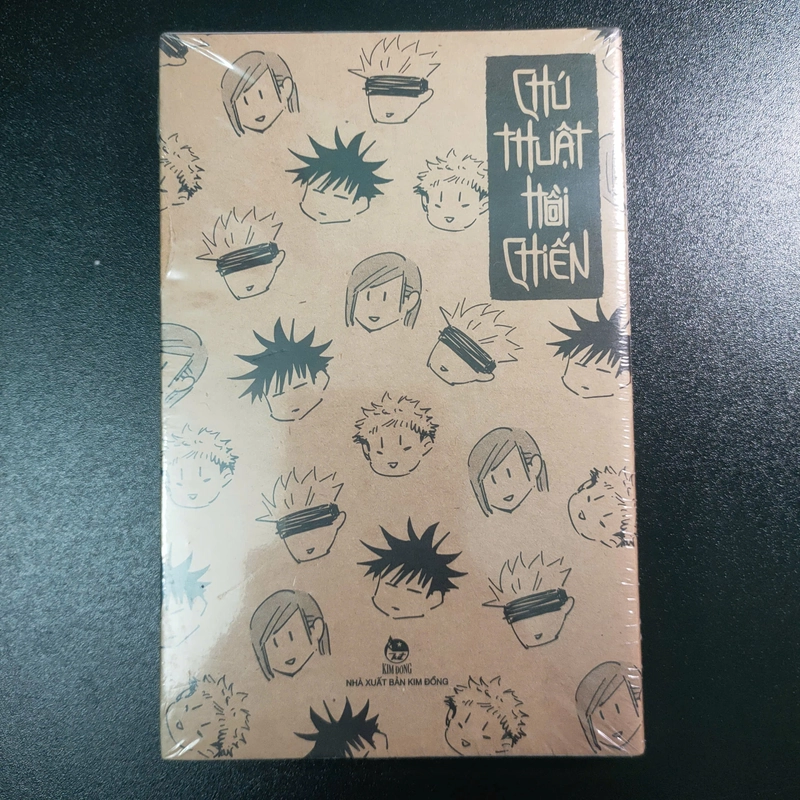 CHÚ
THUẬT
HỒI
CHIẾN
KIM ĐỒNG
NHÀ XUẤT BẢN KIM ĐỒNG